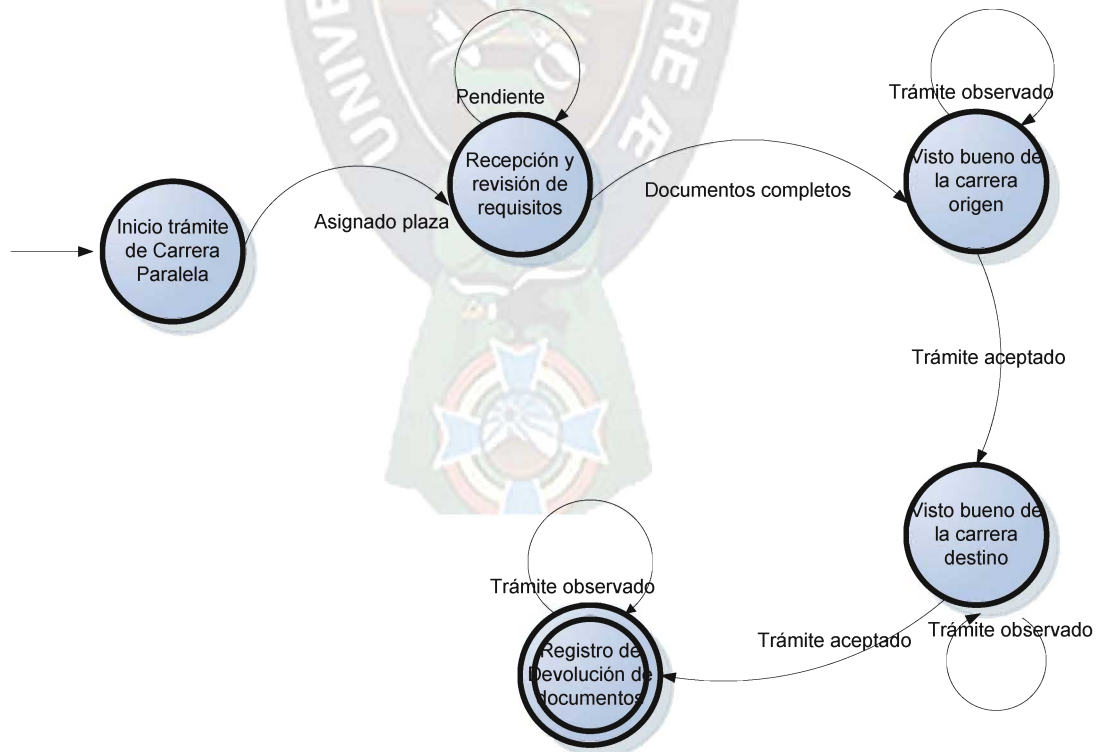 UNIVE
ORE Æ
Pendiente
Trámite observado
Recepción y
revisión de
requisitos
Visto bueno de
la carrera
origen
Documentos completos
Asignado plaza
Inicio trámite
de Carrera
Paralela
Trámite aceptado
Visto bueno de
la carrera
destino
Trámite observado
Trámite aceptado
Trámite observado
Registro de
Devolución de
documentos